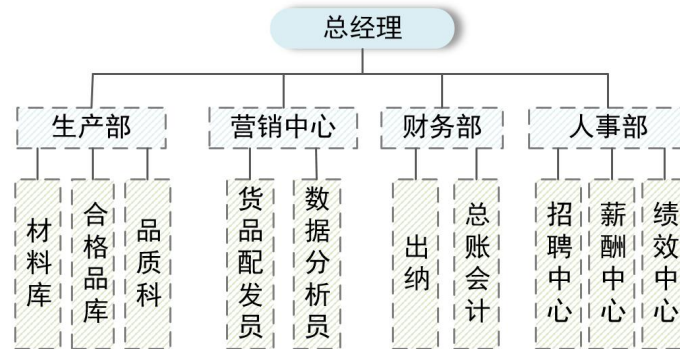 总经理
生产部
营销中心
财务部
人事部
材料库
合格品库
品质科
货品配发员
数据分析员
出纳
总账会计
招聘中心
薪酬中心
绩效中心